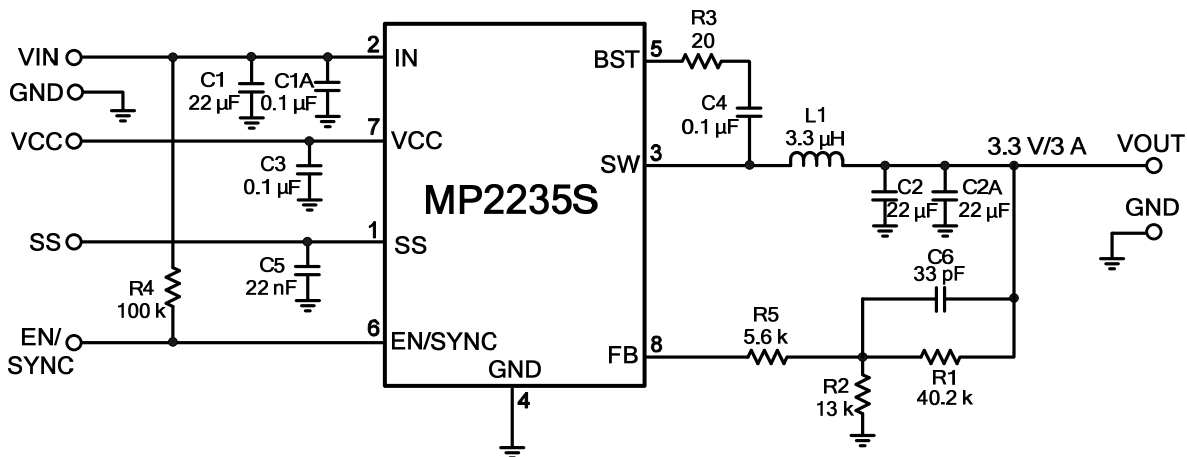 VIN
GND
VCC
SS
EN/
SYNC
R4
100 k
C1
22 µF
C1A
0.1 µF
C3
0.1 µF
C5
22 nF
2
7
1
6
IN
VCC
SS
EN/SYNC
MP2235S
GND
4
BST
SW
FB
5
3
8
R3
20
C4
0.1 µF
L1
3.3 µH
C2
22 µF
C2A
22 µF
3.3 V/3 A
VOUT
GND
C6
33 pF
R5
5.6 k
R2
13 k
R1
40.2 k